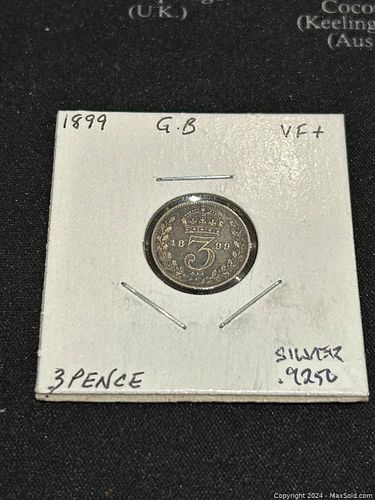 (U.K.)
Coco
(Keeling
(Aus
1899 G.B VF+
18 3 99
3 PENCE
SILVER
.9250
Copyright 2024 - MaxSold.com